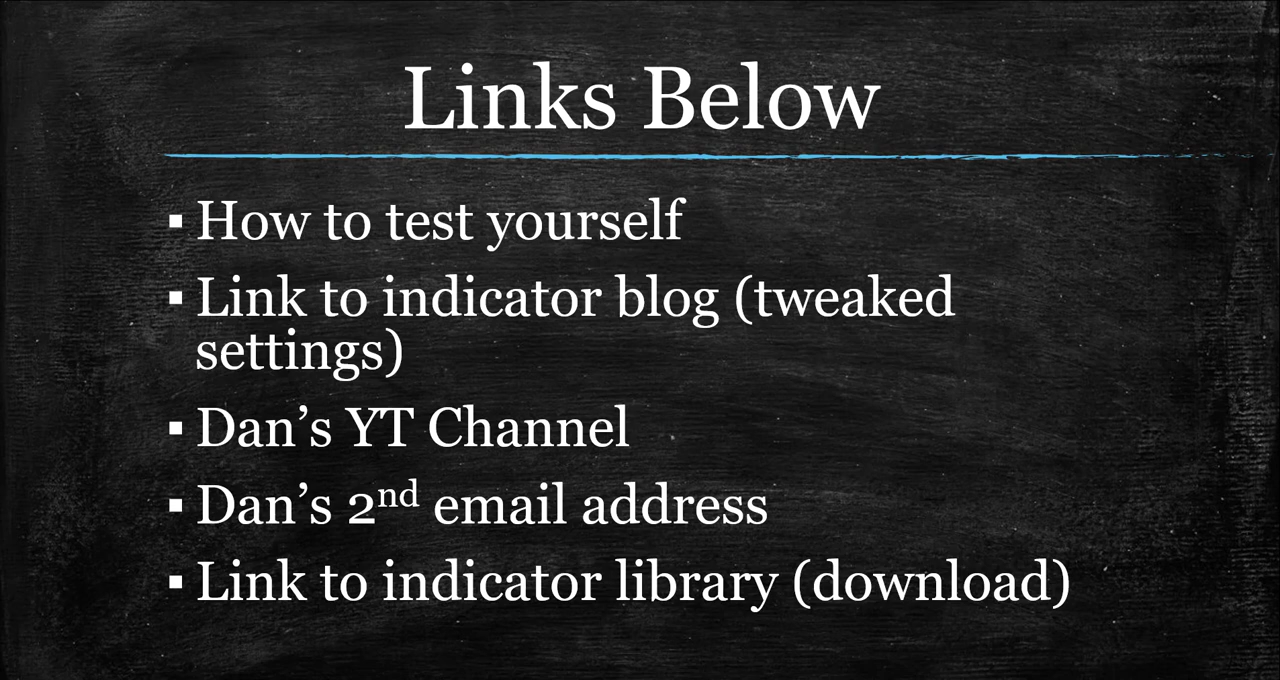 Links Below
▪ How to test yourself
▪ Link to indicator blog (tweaked
settings)
▪ Dan’s YT Channel
▪ Dan’s 2nd email address
▪ Link to indicator library (download)